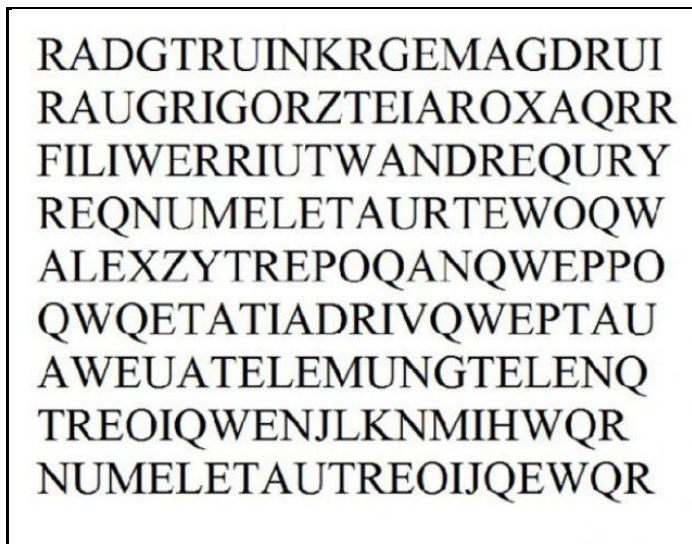 RADGTRUINKRGEMAGDRUI
RAUGRIGORZTEIAROXAQRR
FILIWERRIUTWANDREQURY
REQNUMELETAURTEWOQW
ALEXZYTREPOQANQWEPPO
QWQETATIADRIVQWEPTAU
AWEUATELEMUNGTELENQ
TREOIQWENJLKNMIHWQR
NUMELETAUTREOIJQEWQR